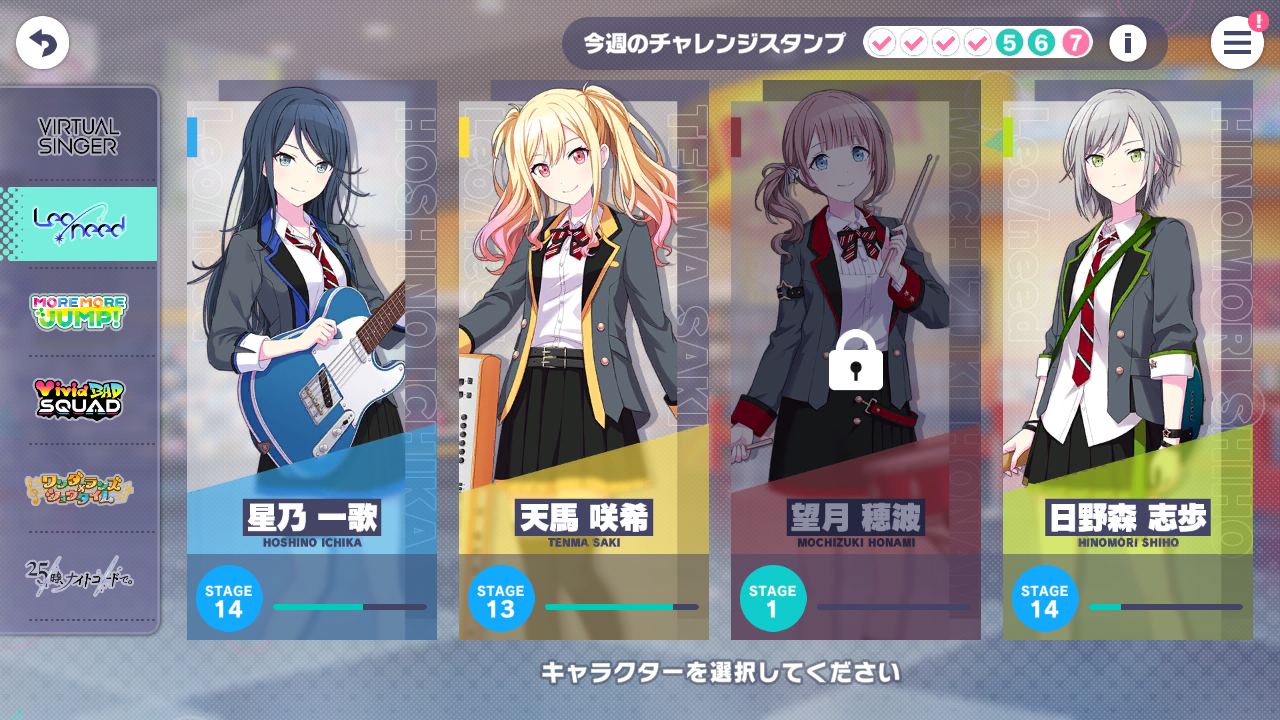 今週のチャレンジスタンプ
5 6 7
VIRTUAL
SINGER
Leo/need
MORE MORE
JUMP!
Vivid BAD
SQUAD
ワンダーランズ
×
ショウタイム
25時、ナイトコードで。
HOSHINO ICHIKA
星乃 一歌
HOSHINO ICHIKA
STAGE
14
TENMA SAKI
天馬 咲希
TENMA SAKI
STAGE
13
MOCHIZUKI HONAMI
望月 穂波
MOCHIZUKI HONAMI
STAGE
1
HINOMORI SHIHO
日野森 志歩
HINOMORI SHIHO
STAGE
14
キャラクターを選択してください